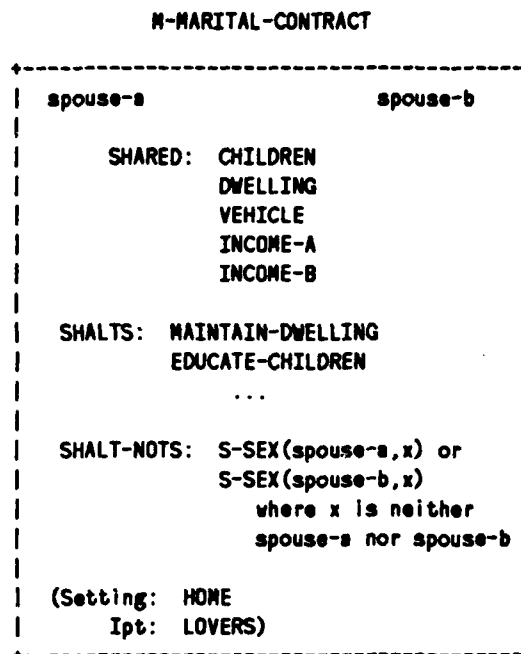 M-MARITAL-CONTRACT
spouse-a spouse-b
SHARED: CHILDREN
DWELLING
VEHICLE
INCOME-A
INCOME-B
SHALTS: MAINTAIN-DWELLING
EDUCATE-CHILDREN
...
SHALT-NOTS: S-SEX(spouse-a,x) or
S-SEX(spouse-b,x)
where x is neither
spouse-a nor spouse-b
(Setting: HOME
Ipt: LOVERS)